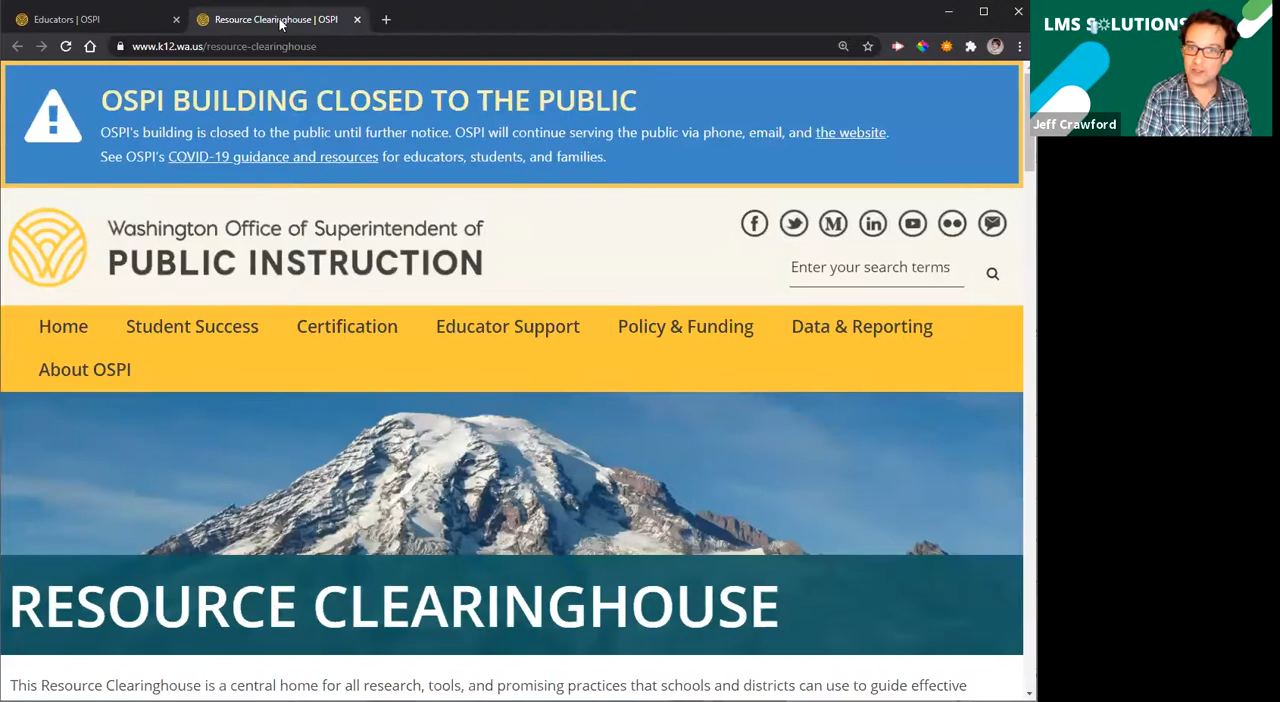 Educators | OSPI
Resource Clearinghouse | OSPI
www.k12.wa.us/resource-clearinghouse
LMS SOLUTIONS
Jeff Crawford
OSPI BUILDING CLOSED TO THE PUBLIC
OSPI's building is closed to the public until further notice. OSPI will continue serving the public via phone, email, and the website.
See OSPI's COVID-19 guidance and resources for educators, students, and families.
Washington Office of Superintendent of
PUBLIC INSTRUCTION
Enter your search terms
Home Student Success Certification Educator Support Policy & Funding Data & Reporting
About OSPI
RESOURCE CLEARINGHOUSE
This Resource Clearinghouse is a central home for all research, tools, and promising practices that schools and districts can use to guide effective